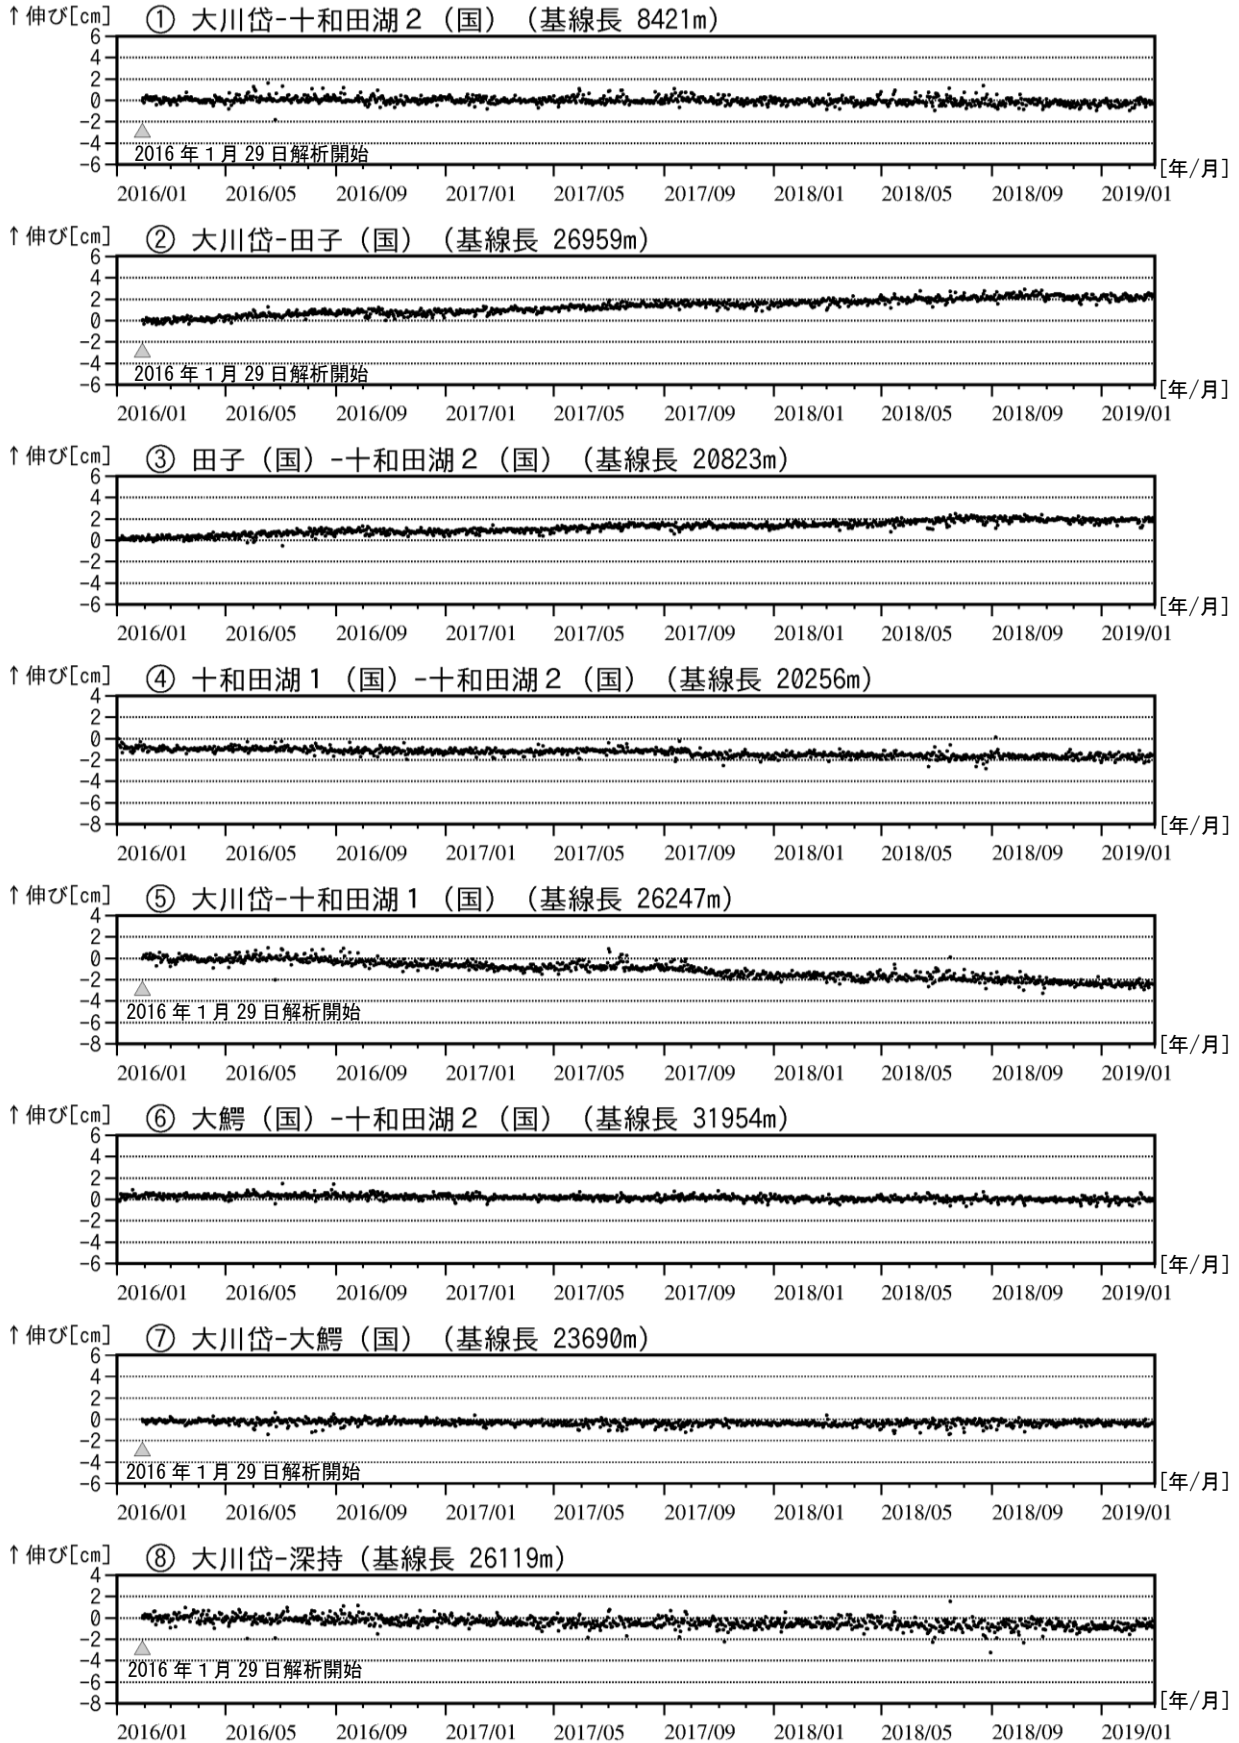 ↑伸び[cm] ① 大川岱-十和田湖２（国）（基線長 8421m）
6
4
2
0
-2
-4
-6
2016年１月29日解析開始
[年/月]
2016/01 2016/05 2016/09 2017/01 2017/05 2017/09 2018/01 2018/05 2018/09 2019/01
↑伸び[cm] ② 大川岱-田子（国）（基線長 26959m）
6
4
2
0
-2
-4
-6
2016年１月29日解析開始
[年/月]
2016/01 2016/05 2016/09 2017/01 2017/05 2017/09 2018/01 2018/05 2018/09 2019/01
↑伸び[cm] ③ 田子（国）-十和田湖２（国）（基線長 20823m）
6
4
2
0
-2
-4
-6
[年/月]
2016/01 2016/05 2016/09 2017/01 2017/05 2017/09 2018/01 2018/05 2018/09 2019/01
↑伸び[cm] ④ 十和田湖１（国）-十和田湖２（国）（基線長 20256m）
4
2
0
-2
-4
-6
-8
[年/月]
2016/01 2016/05 2016/09 2017/01 2017/05 2017/09 2018/01 2018/05 2018/09 2019/01
↑伸び[cm] ⑤ 大川岱-十和田湖１（国）（基線長 26247m）
4
2
0
-2
-4
-6
-8
2016年１月29日解析開始
[年/月]
2016/01 2016/05 2016/09 2017/01 2017/05 2017/09 2018/01 2018/05 2018/09 2019/01
↑伸び[cm] ⑥ 大鰐（国）-十和田湖２（国）（基線長 31954m）
6
4
2
0
-2
-4
-6
[年/月]
2016/01 2016/05 2016/09 2017/01 2017/05 2017/09 2018/01 2018/05 2018/09 2019/01
↑伸び[cm] ⑦ 大川岱-大鰐（国）（基線長 23690m）
6
4
2
0
-2
-4
-6
2016年１月29日解析開始
[年/月]
2016/01 2016/05 2016/09 2017/01 2017/05 2017/09 2018/01 2018/05 2018/09 2019/01
↑伸び[cm] ⑧ 大川岱-深持（基線長 26119m）
4
2
0
-2
-4
-6
-8
2016年１月29日解析開始
[年/月]
2016/01 2016/05 2016/09 2017/01 2017/05 2017/09 2018/01 2018/05 2018/09 2019/01